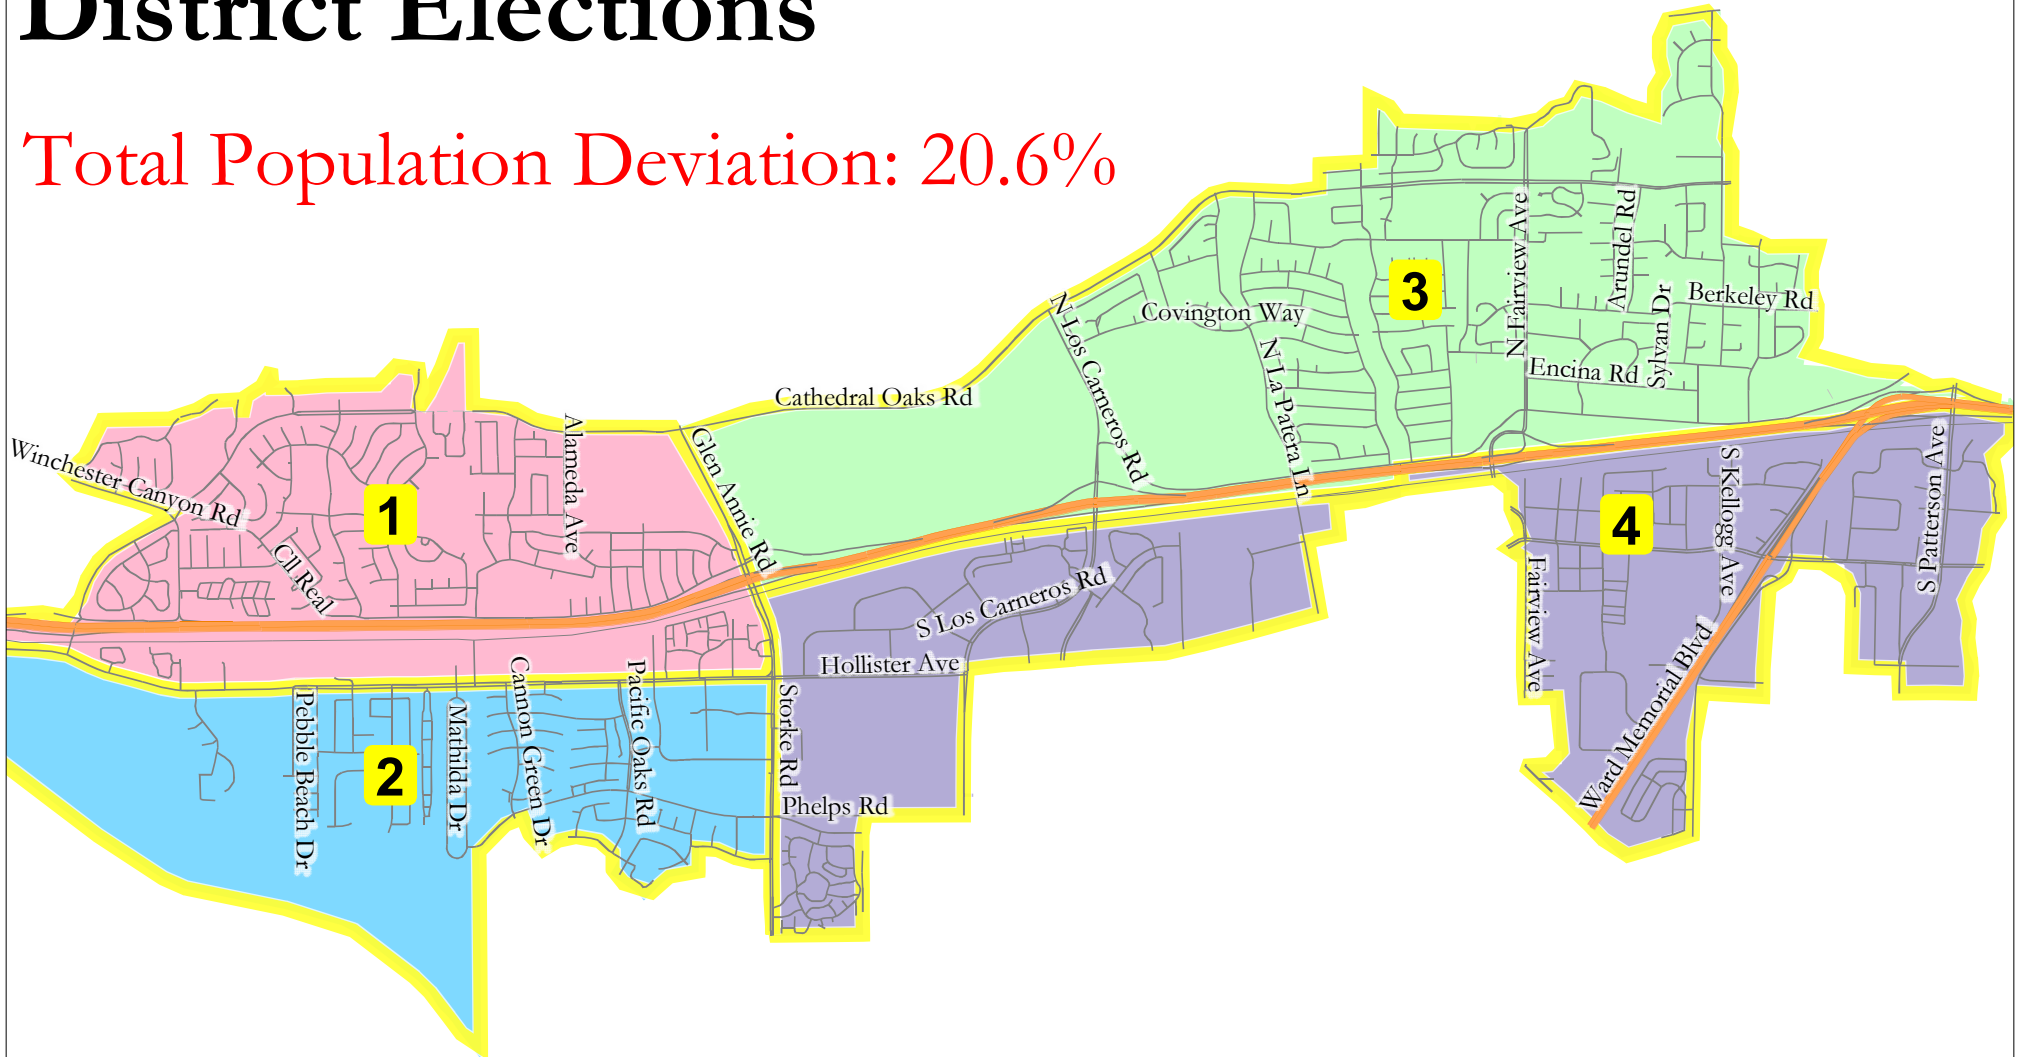 District Elections
Total Population Deviation: 20.6%
Arundel Rd
N Fairview Ave
3
Berkeley Rd
Sylvan Dr
N Los Carneros Rd
Covington Way
N La Patera Ln
Encina Rd
Cathedral Oaks Rd
Winchester Canyon Rd
Alameda Ave
Glen Annie Rd
1
Cll Real
S Kellogg Ave
S Patterson Ave
4
Fairview Ave
S Los Carneros Rd
Hollister Ave
Ward Memorial Blvd
Pebble Beach Dr
Mathilda Dr
Cannon Green Dr
Pacific Oaks Rd
Storke Rd
2
Phelps Rd